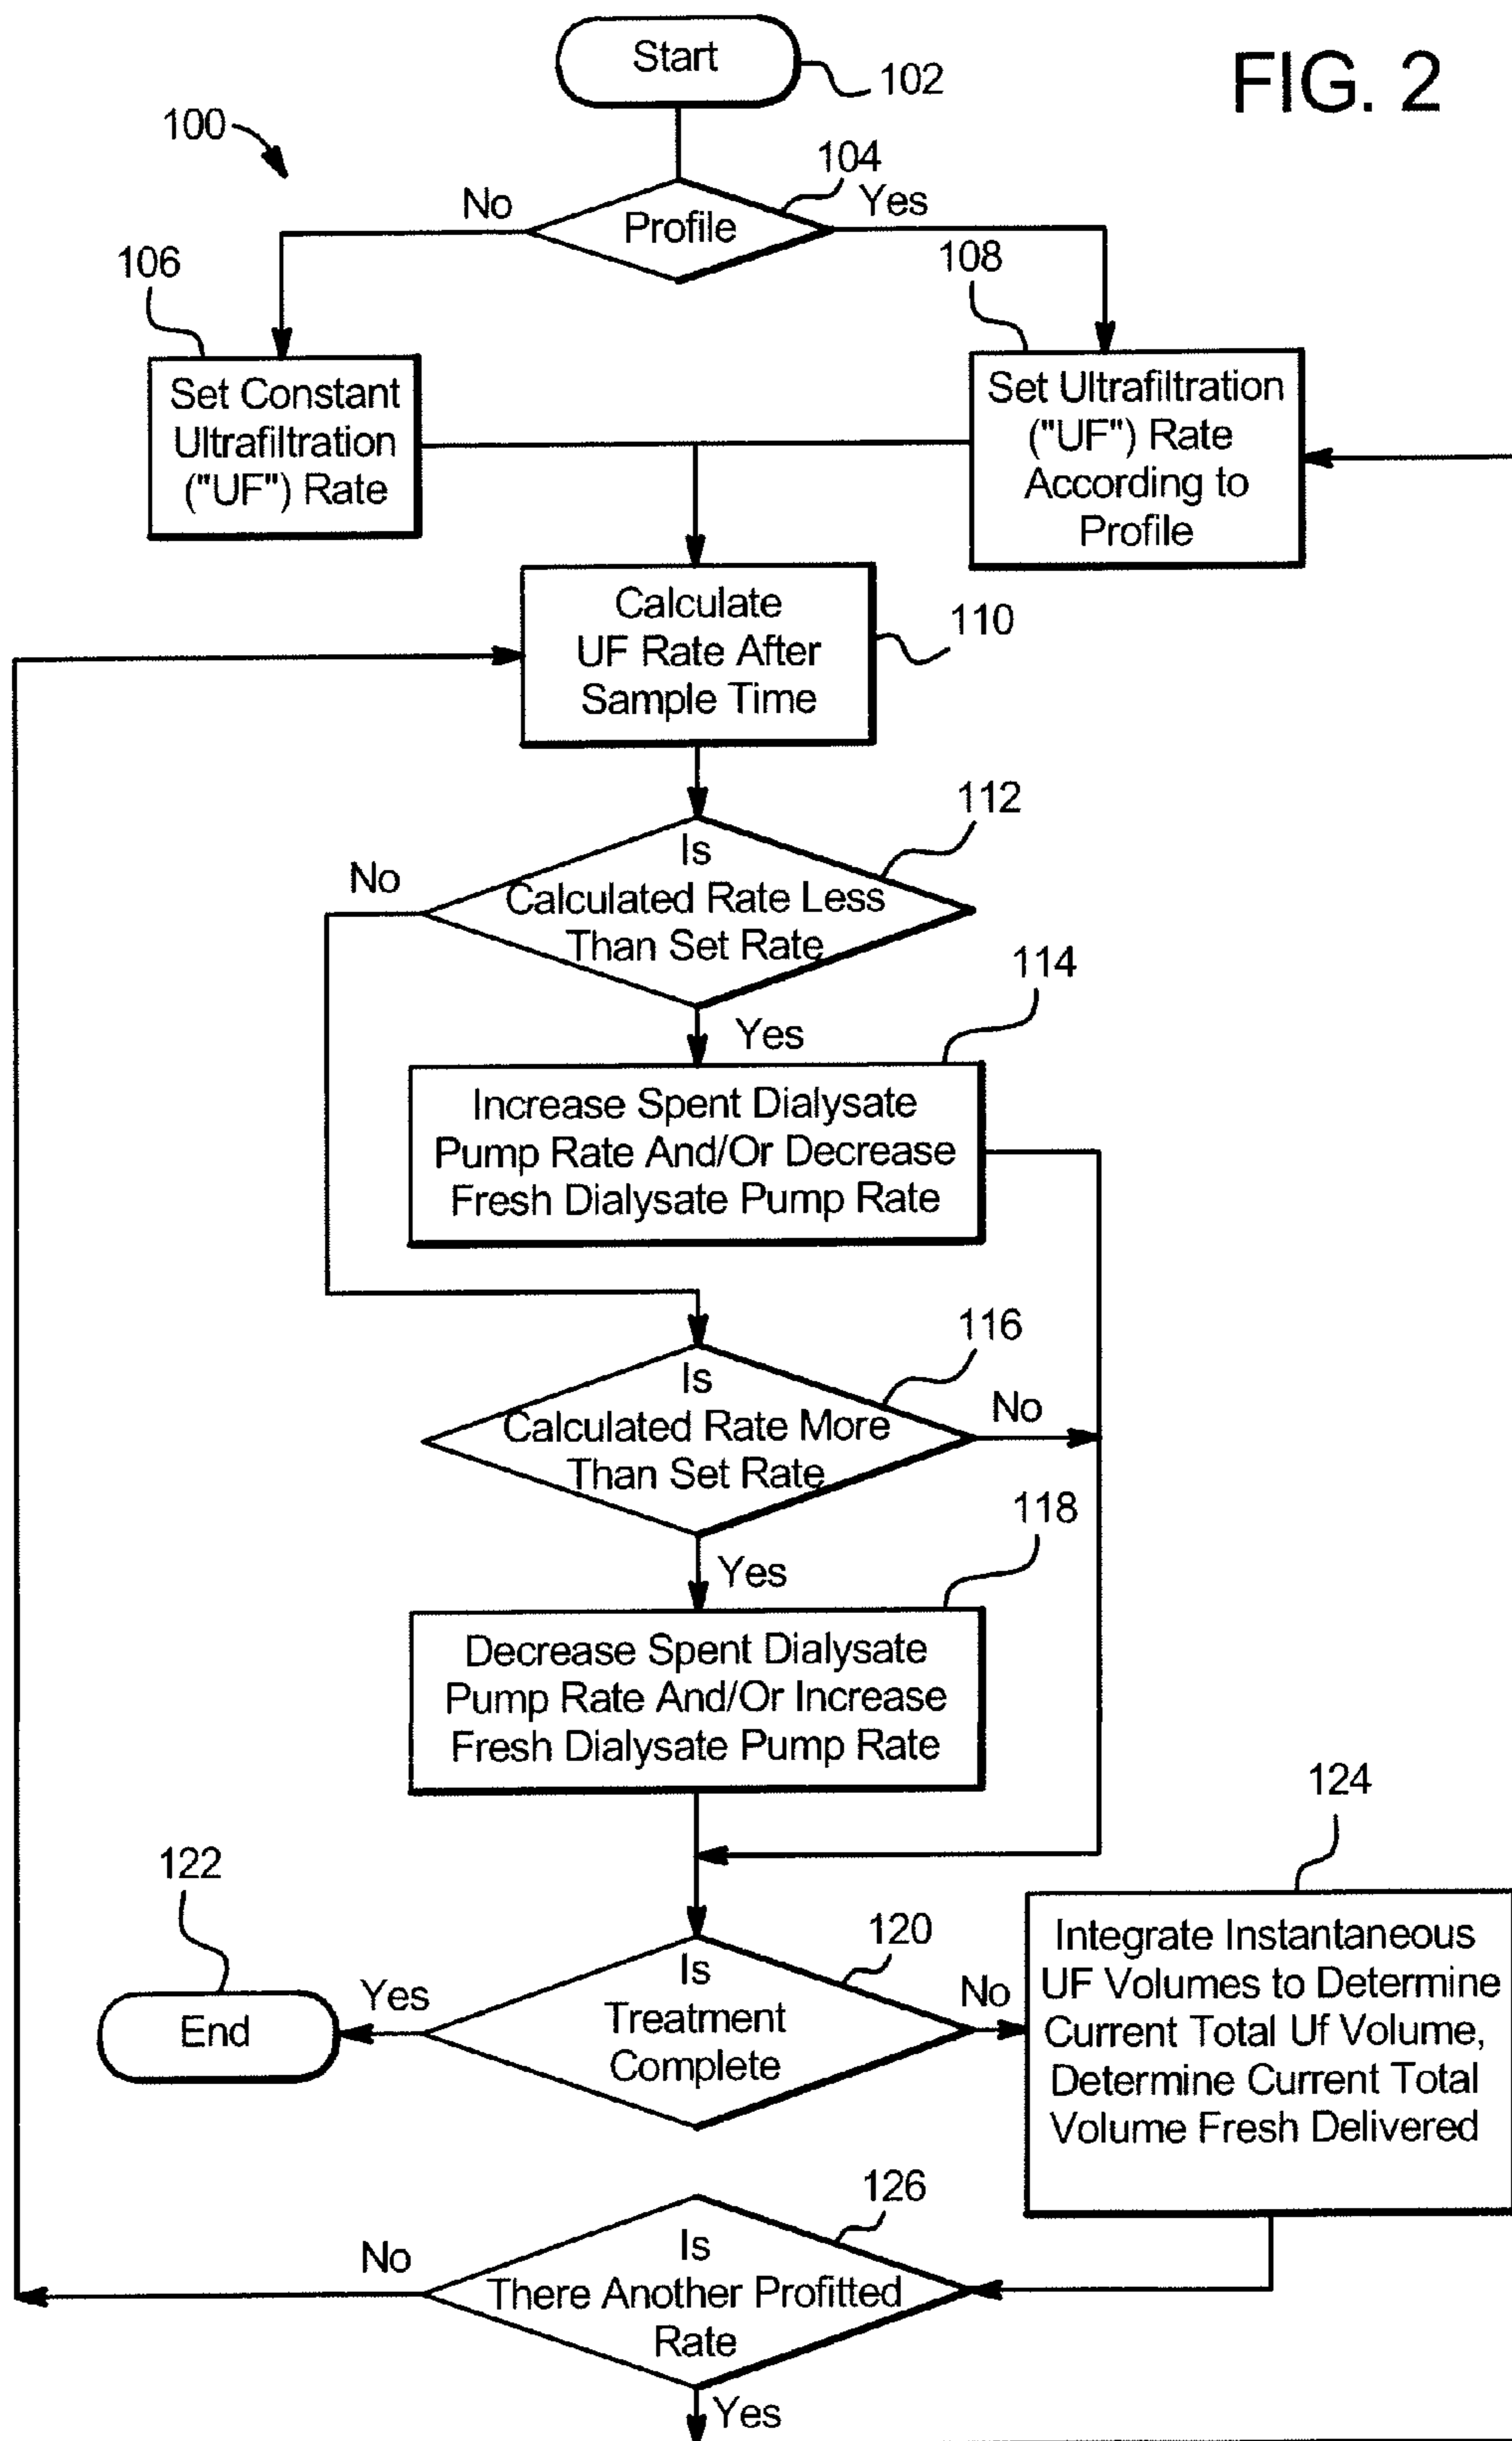 FIG. 2
Start
102
100
104
No
Yes
Profile
106
108
Set Constant
Ultrafiltration
("UF") Rate
Set Ultrafiltration
("UF") Rate
According to
Profile
Calculate
UF Rate After
Sample Time
110
112
No
Is
Calculated Rate Less
Than Set Rate
114
Yes
Increase Spent Dialysate
Pump Rate And/Or Decrease
Fresh Dialysate Pump Rate
116
Is
Calculated Rate More
Than Set Rate
No
118
Yes
Decrease Spent Dialysate
Pump Rate And/Or Increase
Fresh Dialysate Pump Rate
124
122
120
Yes
End
Is
Treatment
Complete
No
Integrate Instantaneous
UF Volumes to Determine
Current Total Uf Volume,
Determine Current Total
Volume Fresh Delivered
126
No
Is
There Another Profitted
Rate
Yes